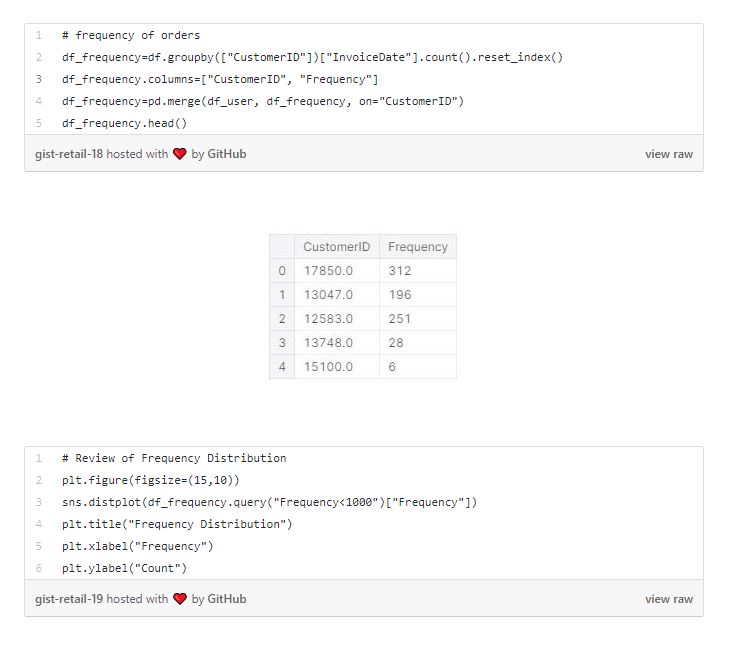 1 # frequency of orders
2 df_frequency=df.groupby(["CustomerID"])["InvoiceDate"].count().reset_index()
3 df_frequency.columns=["CustomerID", "Frequency"]
4 df_frequency=pd.merge(df_user, df_frequency, on="CustomerID")
5 df_frequency.head()
gist-retail-18 hosted with ❤ by GitHub view raw
CustomerID Frequency
0 17850.0 312
1 13047.0 196
2 12583.0 251
3 13748.0 28
4 15100.0 6
1 # Review of Frequency Distribution
2 plt.figure(figsize=(15,10))
3 sns.distplot(df_frequency.query("Frequency<1000")["Frequency"])
4 plt.title("Frequency Distribution")
5 plt.xlabel("Frequency")
6 plt.ylabel("Count")
gist-retail-19 hosted with ❤ by GitHub view raw